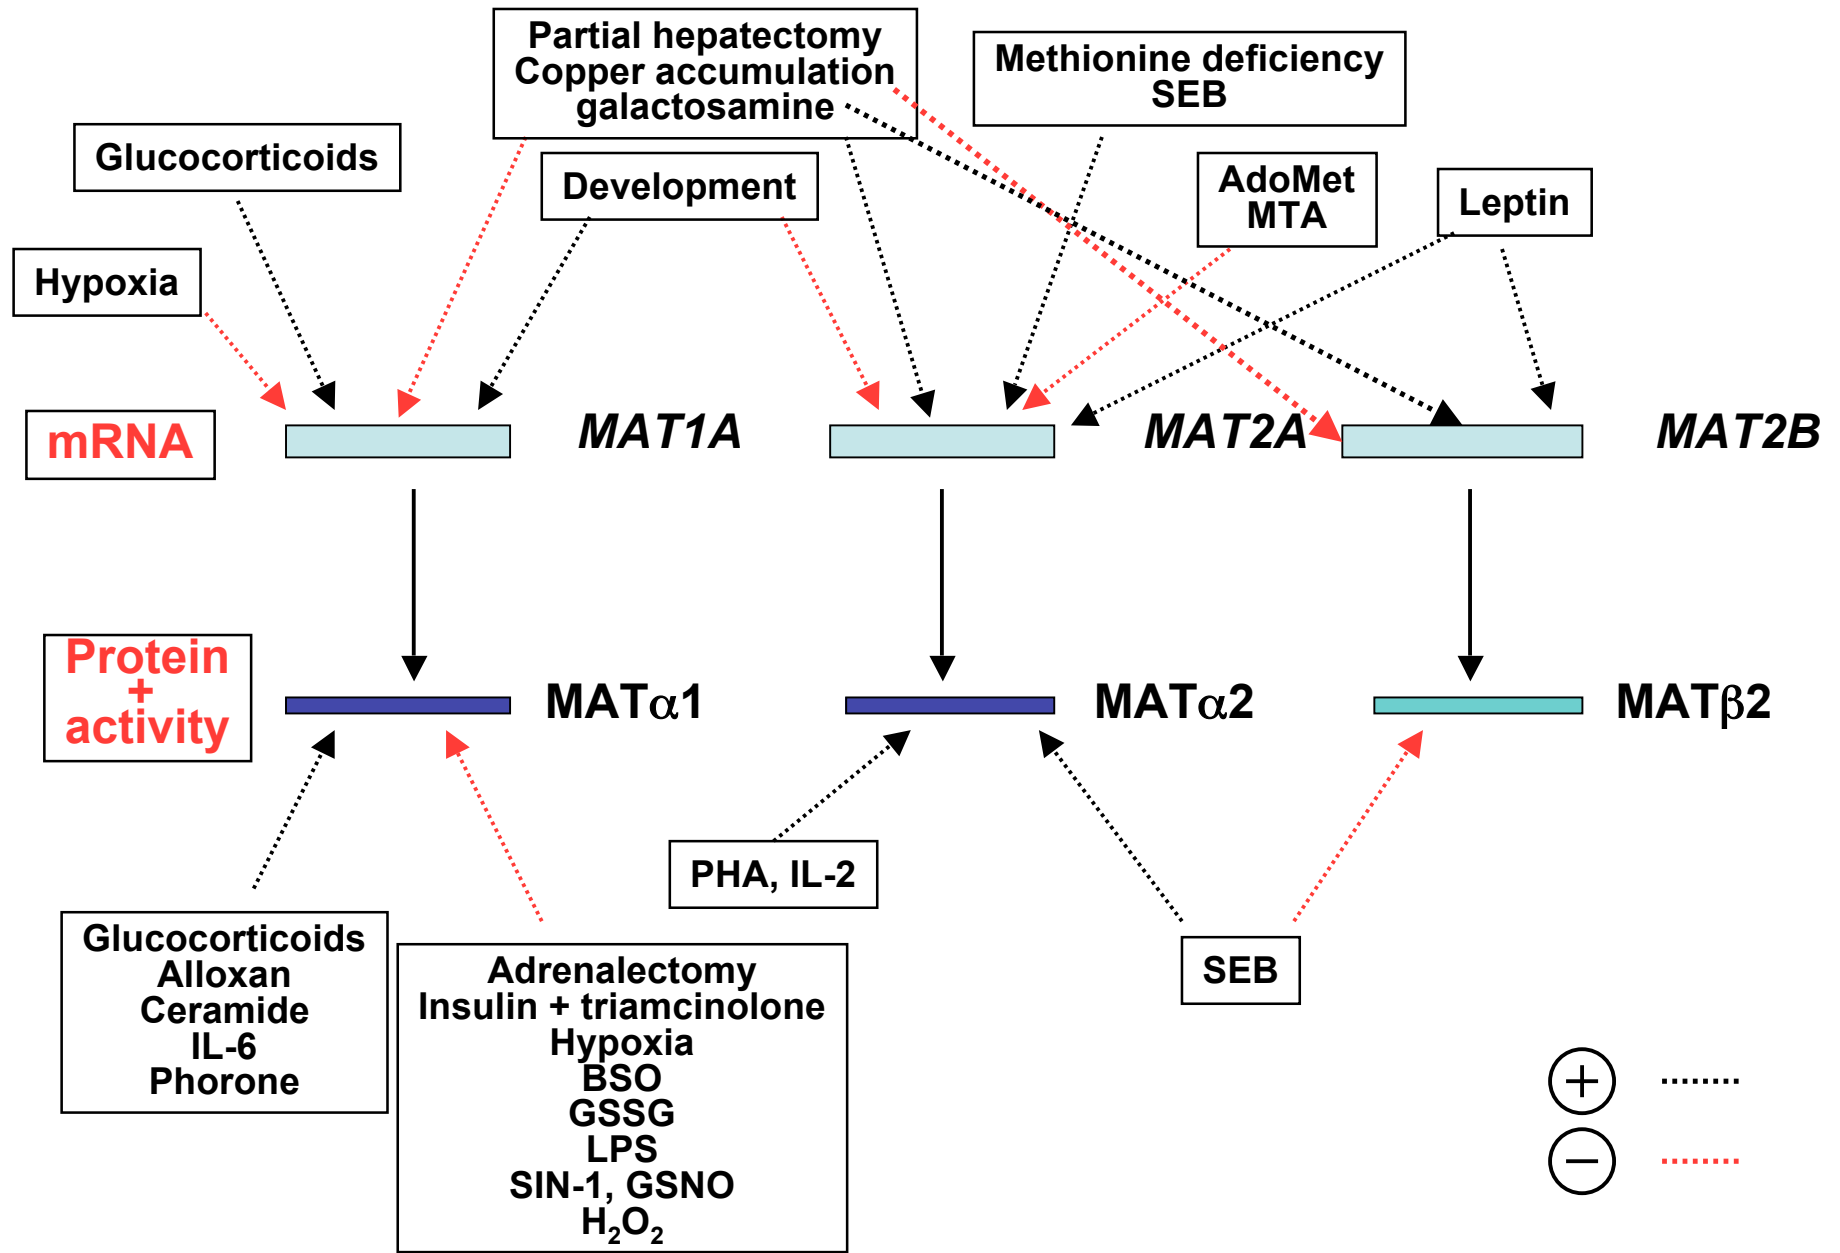 Partial hepatectomy
Copper accumulation
galactosamine
Methionine deficiency
SEB
Glucocorticoids
Development
AdoMet
MTA
Leptin
Hypoxia
mRNA
MAT1A
MAT2A
MAT2B
Protein
+
activity
MATα1
MATα2
MATβ2
PHA, IL-2
Glucocorticoids
Alloxan
Ceramide
IL-6
Phorone
Adrenalectomy
Insulin + triamcinolone
Hypoxia
BSO
GSSG
LPS
SIN-1, GSNO
H₂O₂
SEB
+
−